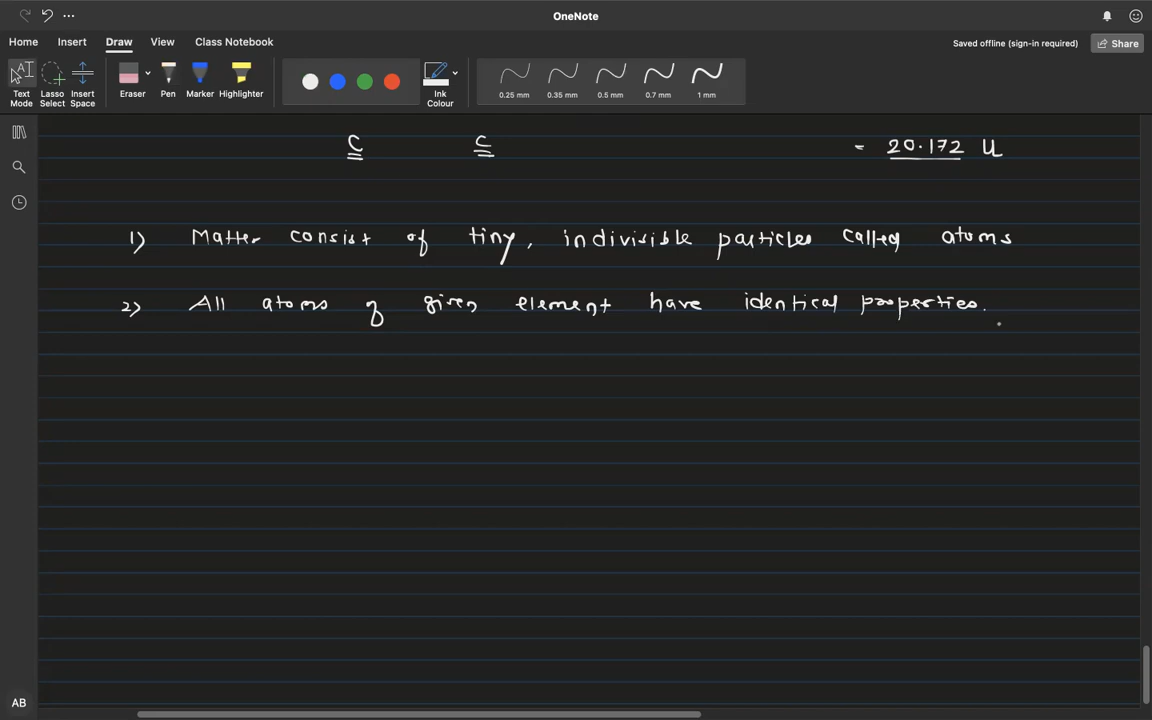 OneNote
Home Insert Draw View Class Notebook
Saved offline (sign-in required) Share
Text Mode
Lasso Select
Insert Space
Eraser
Pen
Marker
Highlighter
Ink Colour
0.25 mm 0.35 mm 0.5 mm 0.7 mm 1 mm
C C = 20.172 u
1) Matter consist of tiny, indivisible particles called atoms
2) All atoms of given element have identical properties.
AB